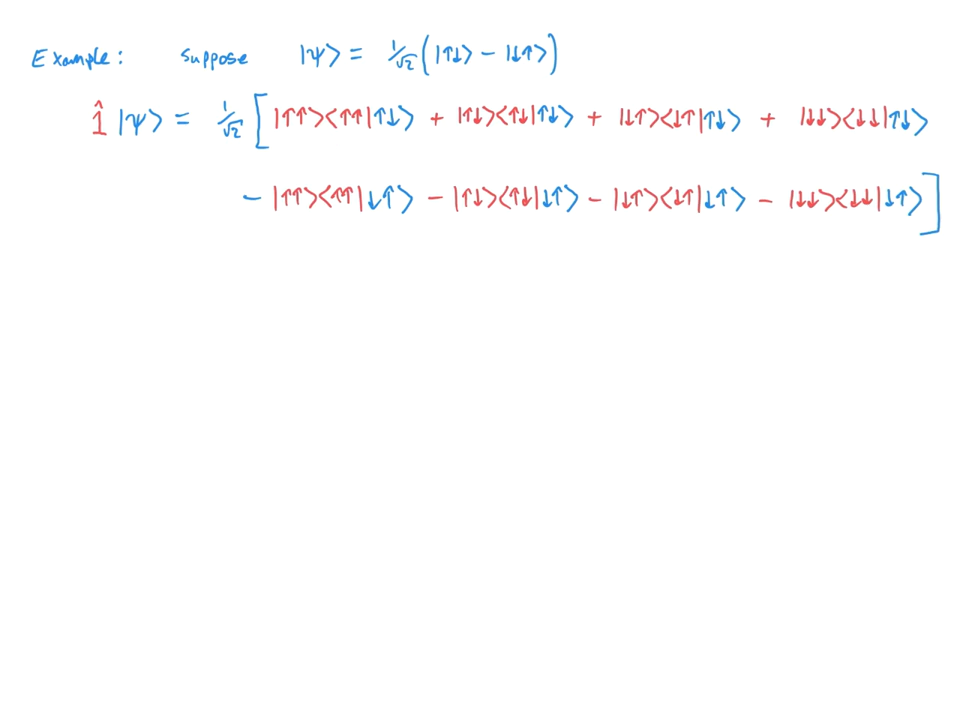 Example: suppose |ψ> = 1/√2 (|↑↓> − |↓↑>)
1̂ |ψ> = 1/√2 [ |↑↑><↑↑|↑↓> + |↑↓><↑↓|↑↓> + |↓↑><↓↑|↑↓> + |↓↓><↓↓|↑↓>
− |↑↑><↑↑|↓↑> − |↑↓><↑↓|↓↑> − |↓↑><↓↑|↓↑> − |↓↓><↓↓|↓↑> ]